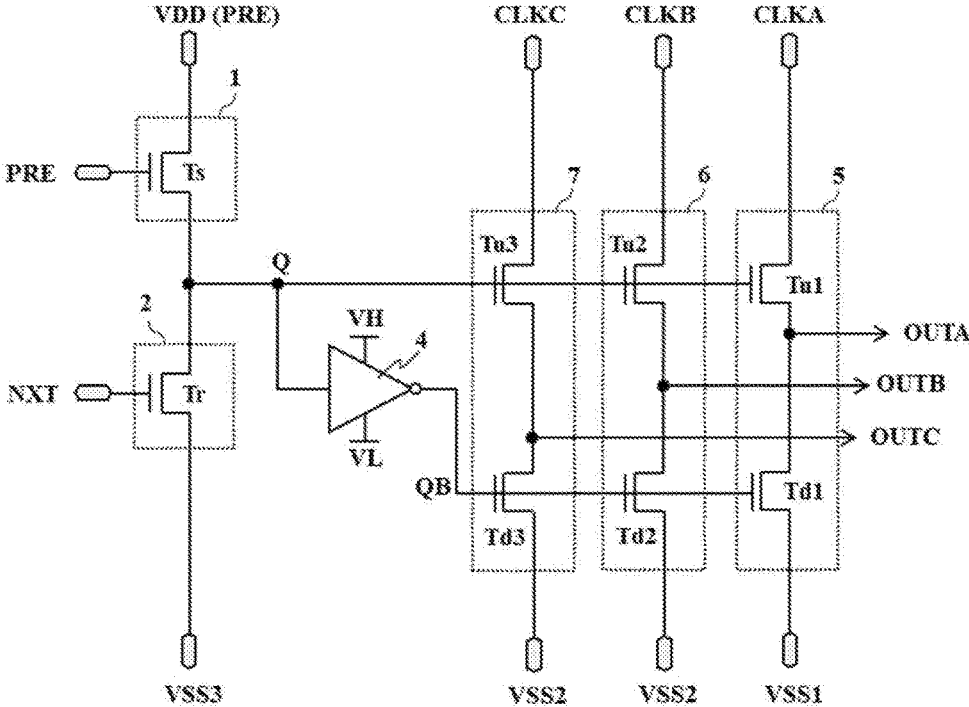 VDD (PRE)
CLKC
CLKB
CLKA
1
PRE
Ts
7
6
5
Q
Tu3
Tu2
Tu1
2
VH
4
OUTA
NXT
Tr
OUTB
VL
OUTC
QB
Td1
Td3
Td2
VSS3
VSS2
VSS2
VSS1